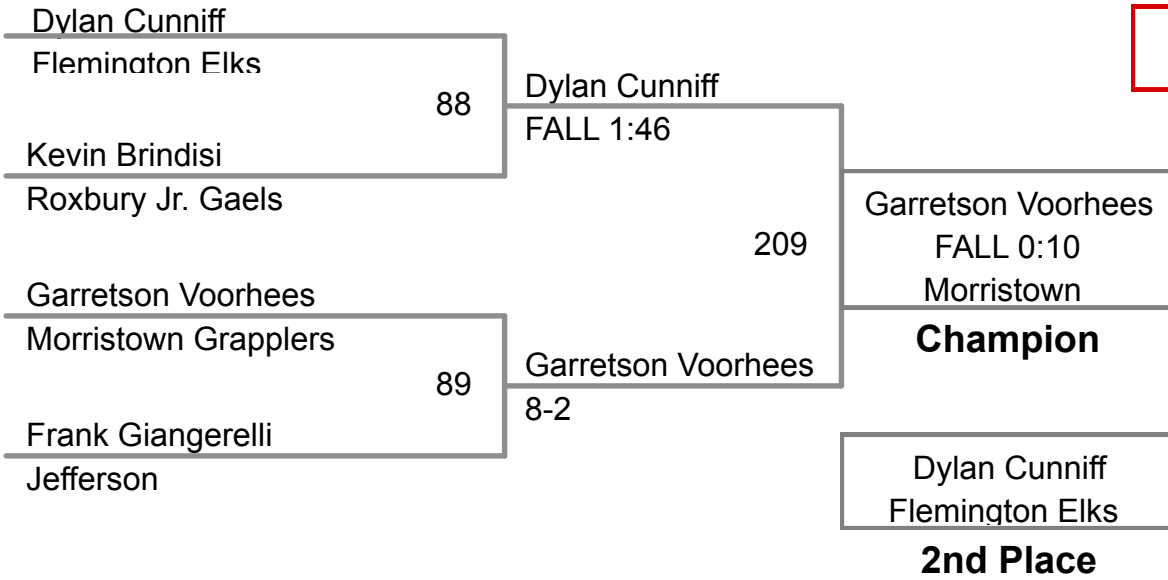 Dylan Cunniff
Flemington Elks
88
Kevin Brindisi
Roxbury Jr. Gaels
Dylan Cunniff
FALL 1:46
Garretson Voorhees
Morristown Grapplers
89
Frank Giangerelli
Jefferson
Garretson Voorhees
8-2
209
Garretson Voorhees
FALL 0:10
Morristown
Champion
Dylan Cunniff
Flemington Elks
2nd Place